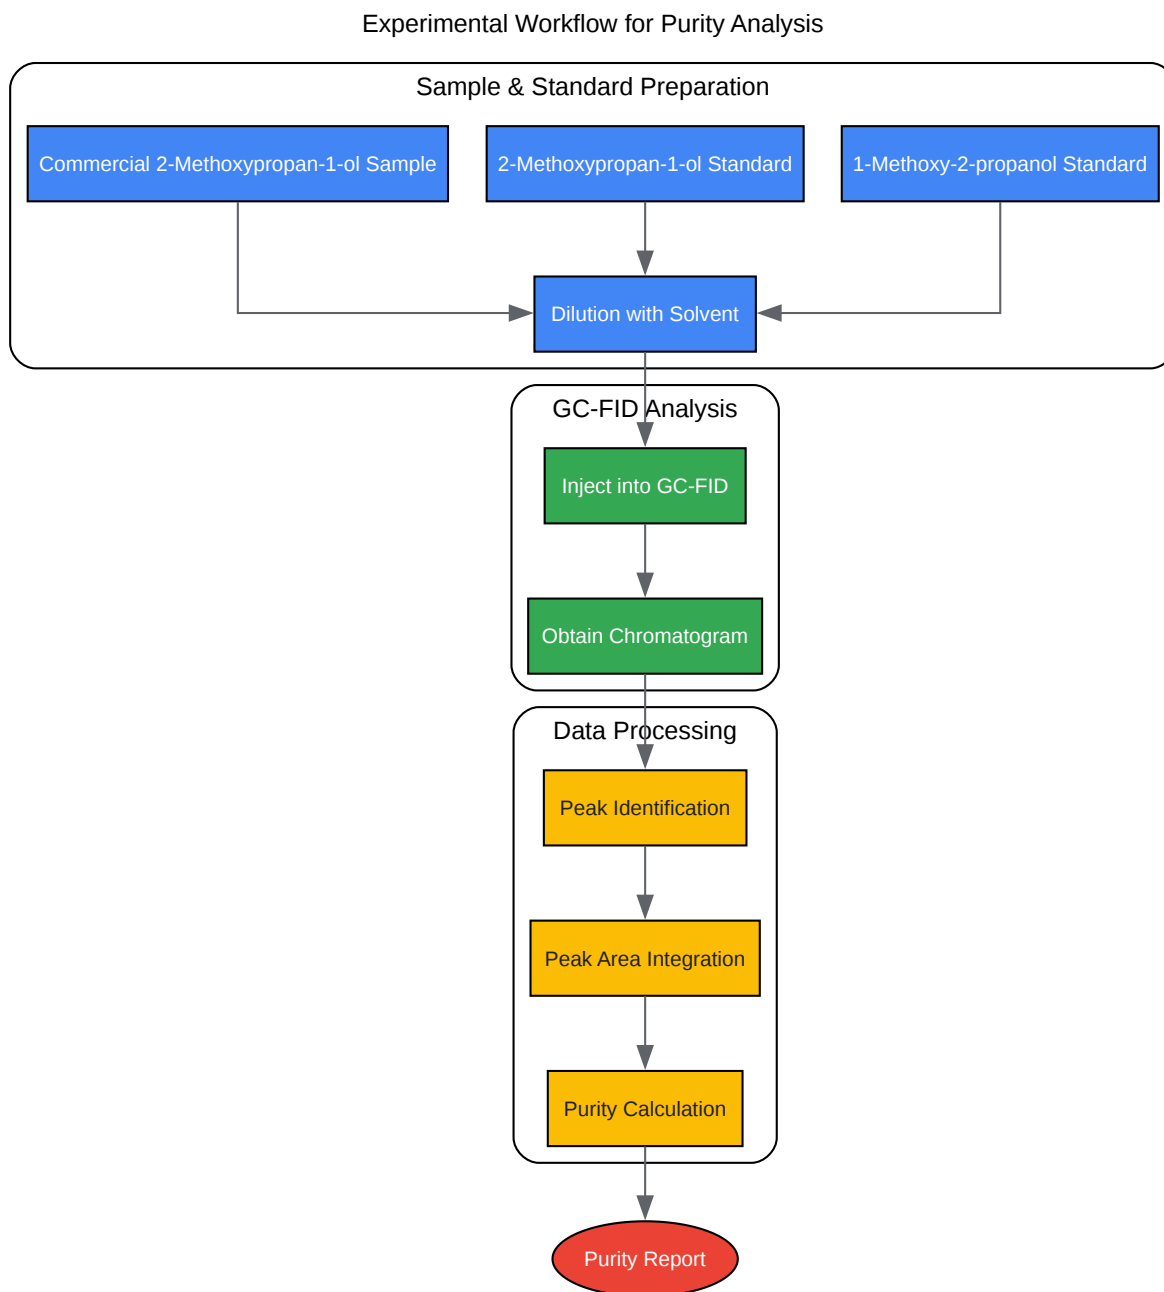 Experimental Workflow for Purity Analysis
Sample & Standard Preparation
Commercial 2-Methoxypropan-1-ol Sample
2-Methoxypropan-1-ol Standard
1-Methoxy-2-propanol Standard
Dilution with Solvent
GC-FID Analysis
Inject into GC-FID
Obtain Chromatogram
Data Processing
Peak Identification
Peak Area Integration
Purity Calculation
Purity Report